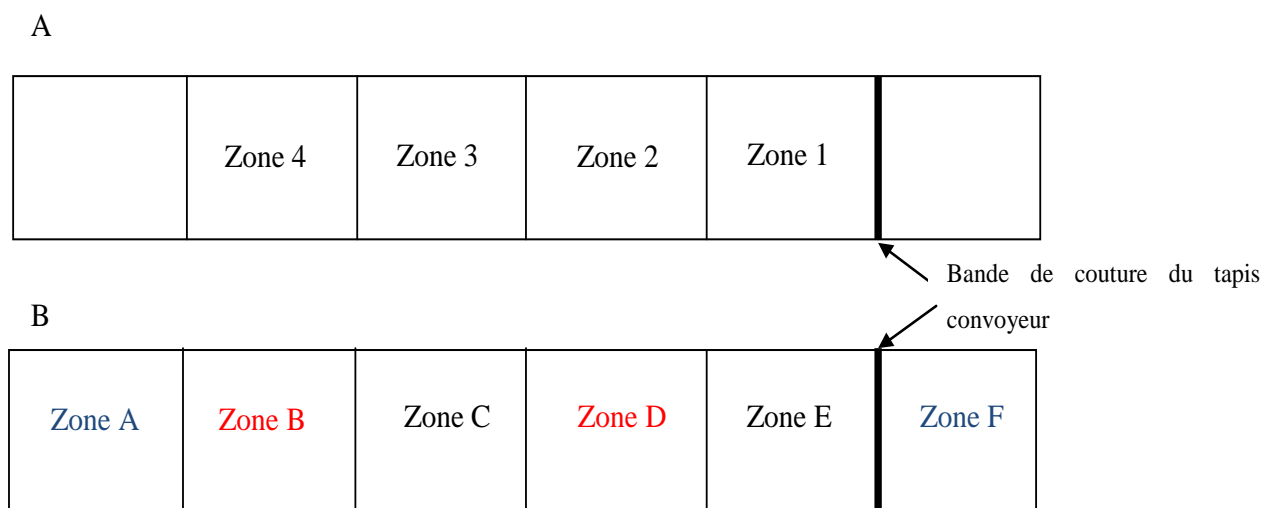 A
Zone 4 Zone 3 Zone 2 Zone 1
Bande de couture du tapis
convoyeur
B
Zone A Zone B Zone C Zone D Zone E Zone F